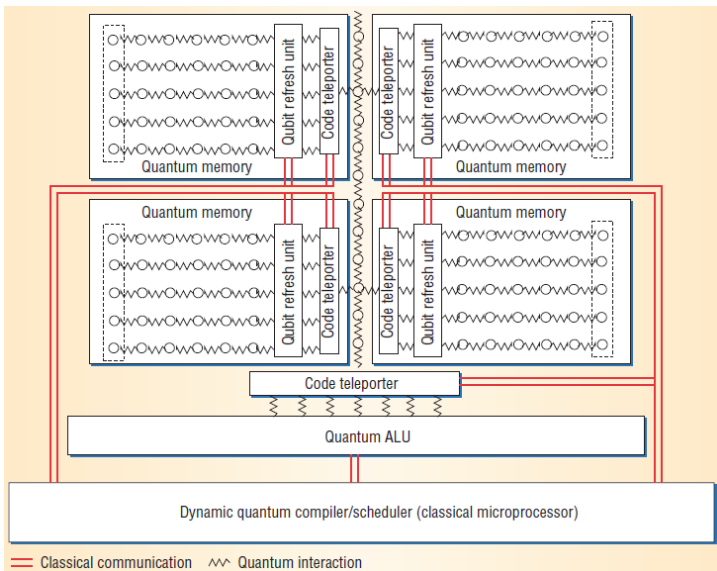 Qubit refresh unit
Code teleporter
Quantum memory
Code teleporter
Qubit refresh unit
Quantum memory
Quantum memory
Qubit refresh unit
Code teleporter
Quantum memory
Code teleporter
Qubit refresh unit
Code teleporter
Quantum ALU
Dynamic quantum compiler/scheduler (classical microprocessor)
Classical communication
Quantum interaction